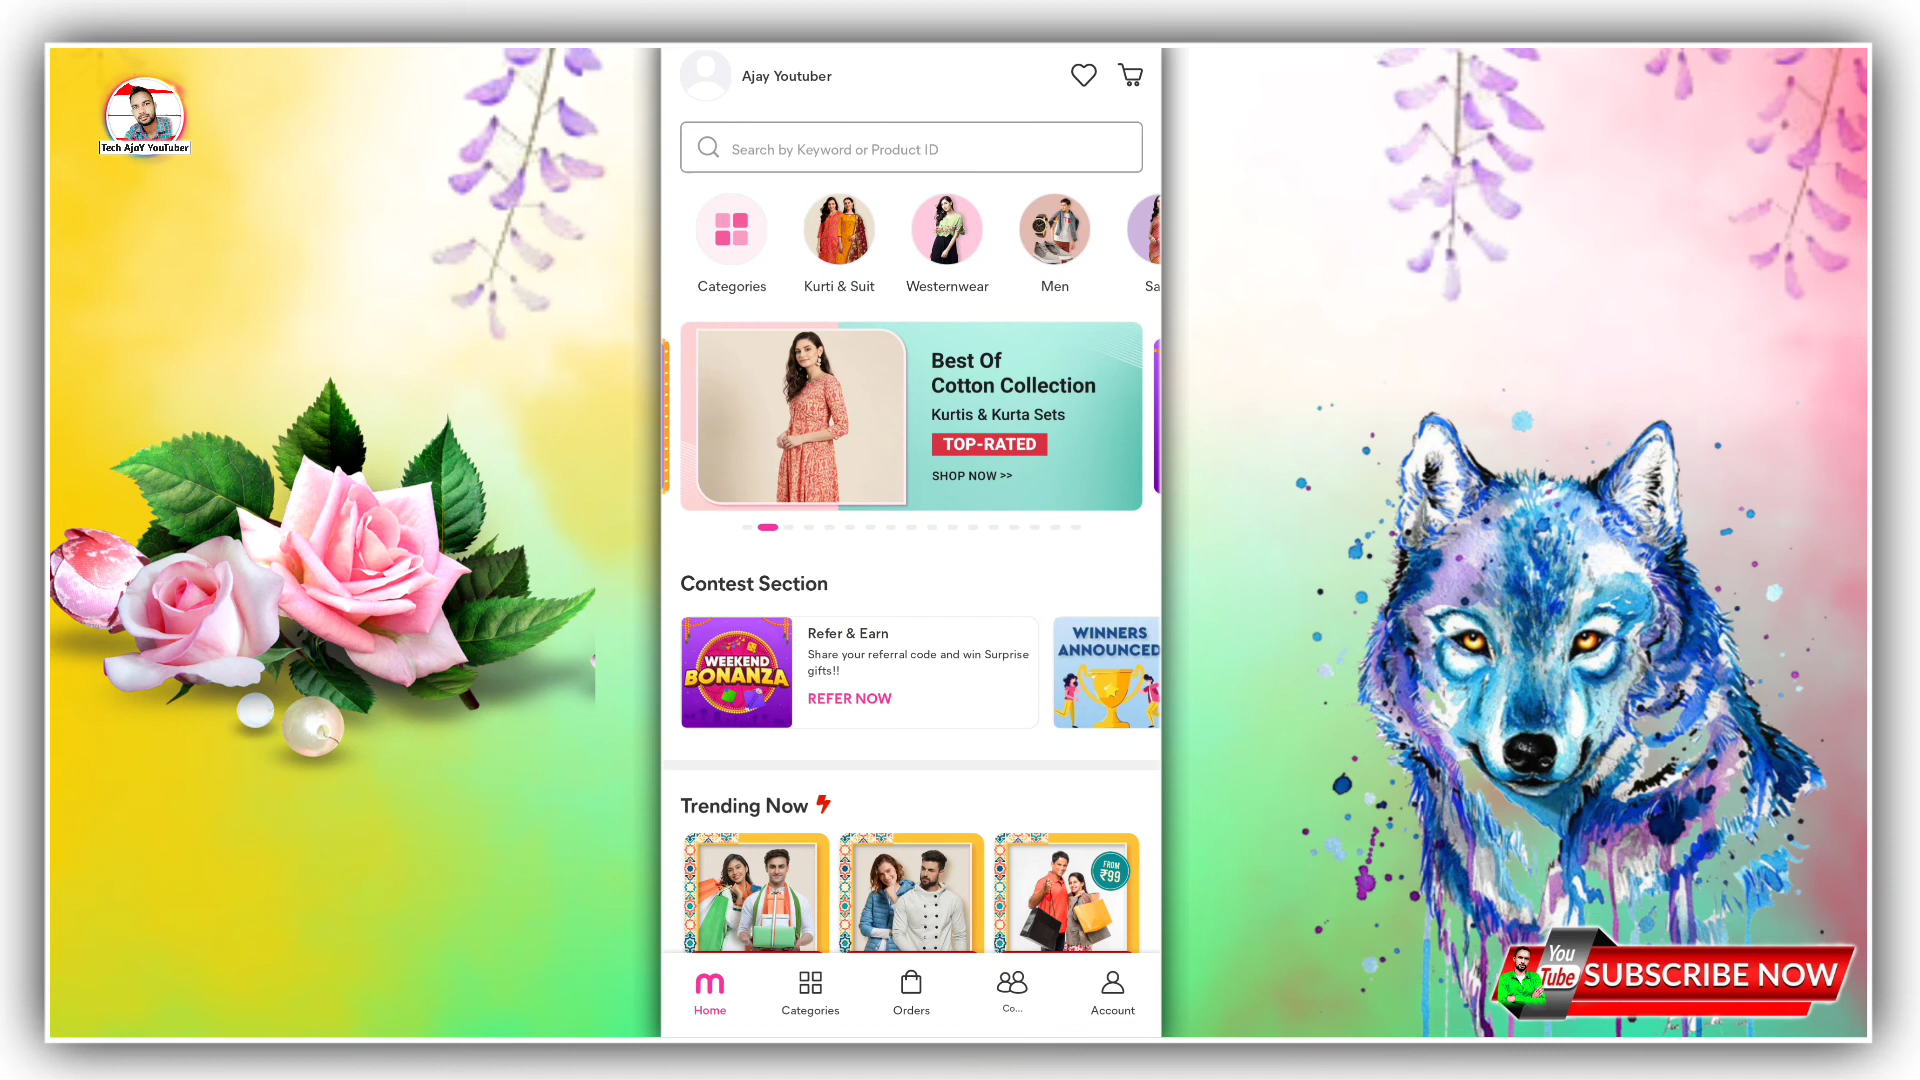 Tech AjaY YouTuber
Ajay Youtuber
Search by Keyword or Product ID
Categories
Kurti & Suit
Westernwear
Men
Sa
Best Of
Cotton Collection
Kurtis & Kurta Sets
TOP-RATED
SHOP NOW >>
Contest Section
WEEKEND
BONANZA
Refer & Earn
Share your referral code and win Surprise
gifts!!
REFER NOW
WINNERS
ANNOUNCED
Trending Now
FROM
₹99
m
Home
Categories
Orders
Co...
Account
You
Tube
SUBSCRIBE NOW